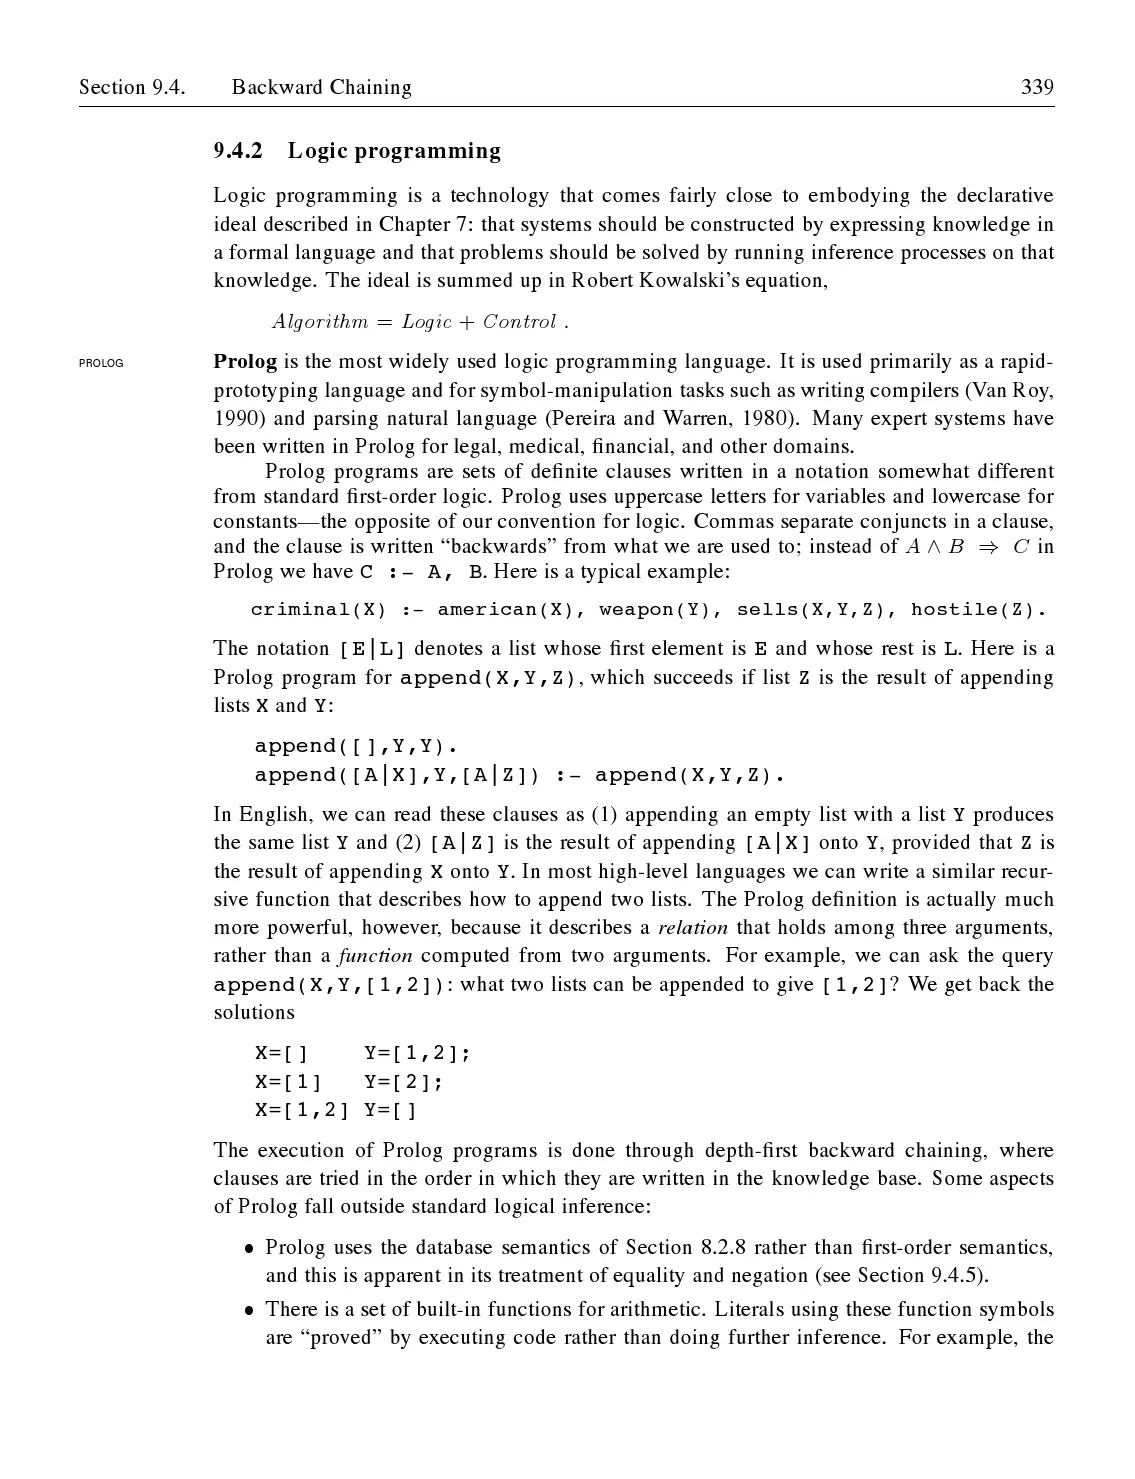 Section 9.4. Backward Chaining 339
9.4.2 Logic programming
Logic programming is a technology that comes fairly close to embodying the declarative
ideal described in Chapter 7: that systems should be constructed by expressing knowledge in
a formal language and that problems should be solved by running inference processes on that
knowledge. The ideal is summed up in Robert Kowalski's equation,
Algorithm = Logic + Control .
PROLOG
Prolog is the most widely used logic programming language. It is used primarily as a rapid-
prototyping language and for symbol-manipulation tasks such as writing compilers (Van Roy,
1990) and parsing natural language (Pereira and Warren, 1980). Many expert systems have
been written in Prolog for legal, medical, financial, and other domains.
Prolog programs are sets of definite clauses written in a notation somewhat different
from standard first-order logic. Prolog uses uppercase letters for variables and lowercase for
constants—the opposite of our convention for logic. Commas separate conjuncts in a clause,
and the clause is written “backwards” from what we are used to; instead of A ∧ B ⇒ C in
Prolog we have C :- A, B. Here is a typical example:
criminal(X) :- american(X), weapon(Y), sells(X,Y,Z), hostile(Z).
The notation [E|L] denotes a list whose first element is E and whose rest is L. Here is a
Prolog program for append(X,Y,Z), which succeeds if list Z is the result of appending
lists X and Y:
append([],Y,Y).
append([A|X],Y,[A|Z]) :- append(X,Y,Z).
In English, we can read these clauses as (1) appending an empty list with a list Y produces
the same list Y and (2) [A|Z] is the result of appending [A|X] onto Y, provided that Z is
the result of appending X onto Y. In most high-level languages we can write a similar recur-
sive function that describes how to append two lists. The Prolog definition is actually much
more powerful, however, because it describes a relation that holds among three arguments,
rather than a function computed from two arguments. For example, we can ask the query
append(X,Y,[1,2]): what two lists can be appended to give [1,2]? We get back the
solutions
X=[] Y=[1,2];
X=[1] Y=[2];
X=[1,2] Y=[]
The execution of Prolog programs is done through depth-first backward chaining, where
clauses are tried in the order in which they are written in the knowledge base. Some aspects
of Prolog fall outside standard logical inference:
• Prolog uses the database semantics of Section 8.2.8 rather than first-order semantics,
and this is apparent in its treatment of equality and negation (see Section 9.4.5).
• There is a set of built-in functions for arithmetic. Literals using these function symbols
are “proved” by executing code rather than doing further inference. For example, the